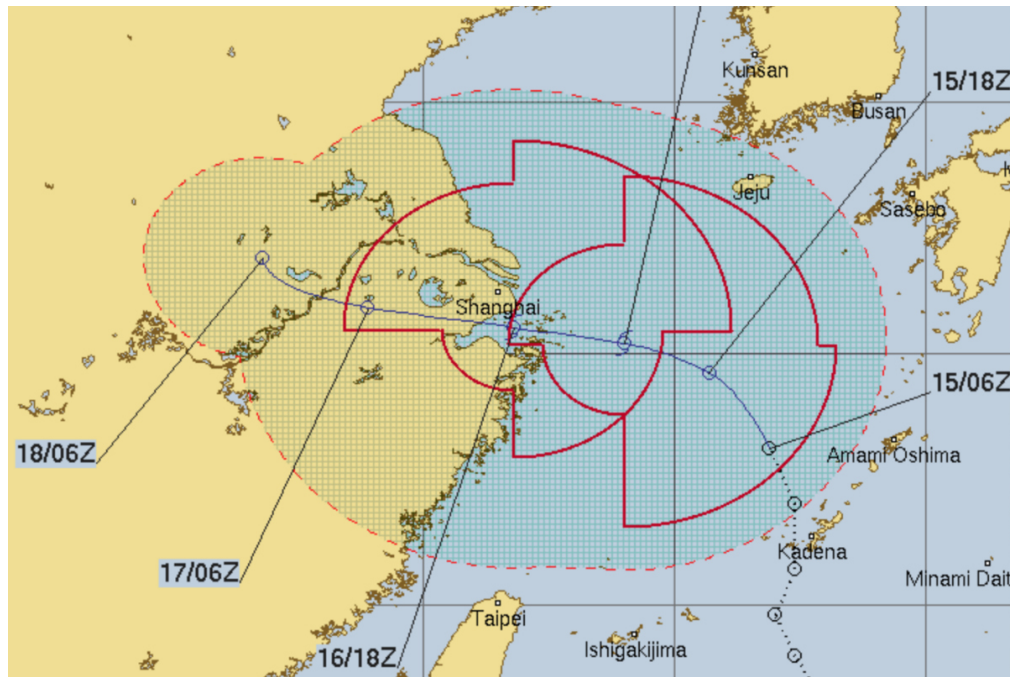 Kunsan
15/18Z
Busan
Jeju
Sasebo
Shanghai
15/06Z
18/06Z
Amami Oshima
Kadena
17/06Z
Minami Dait
Taipei
Ishigakijima
16/18Z